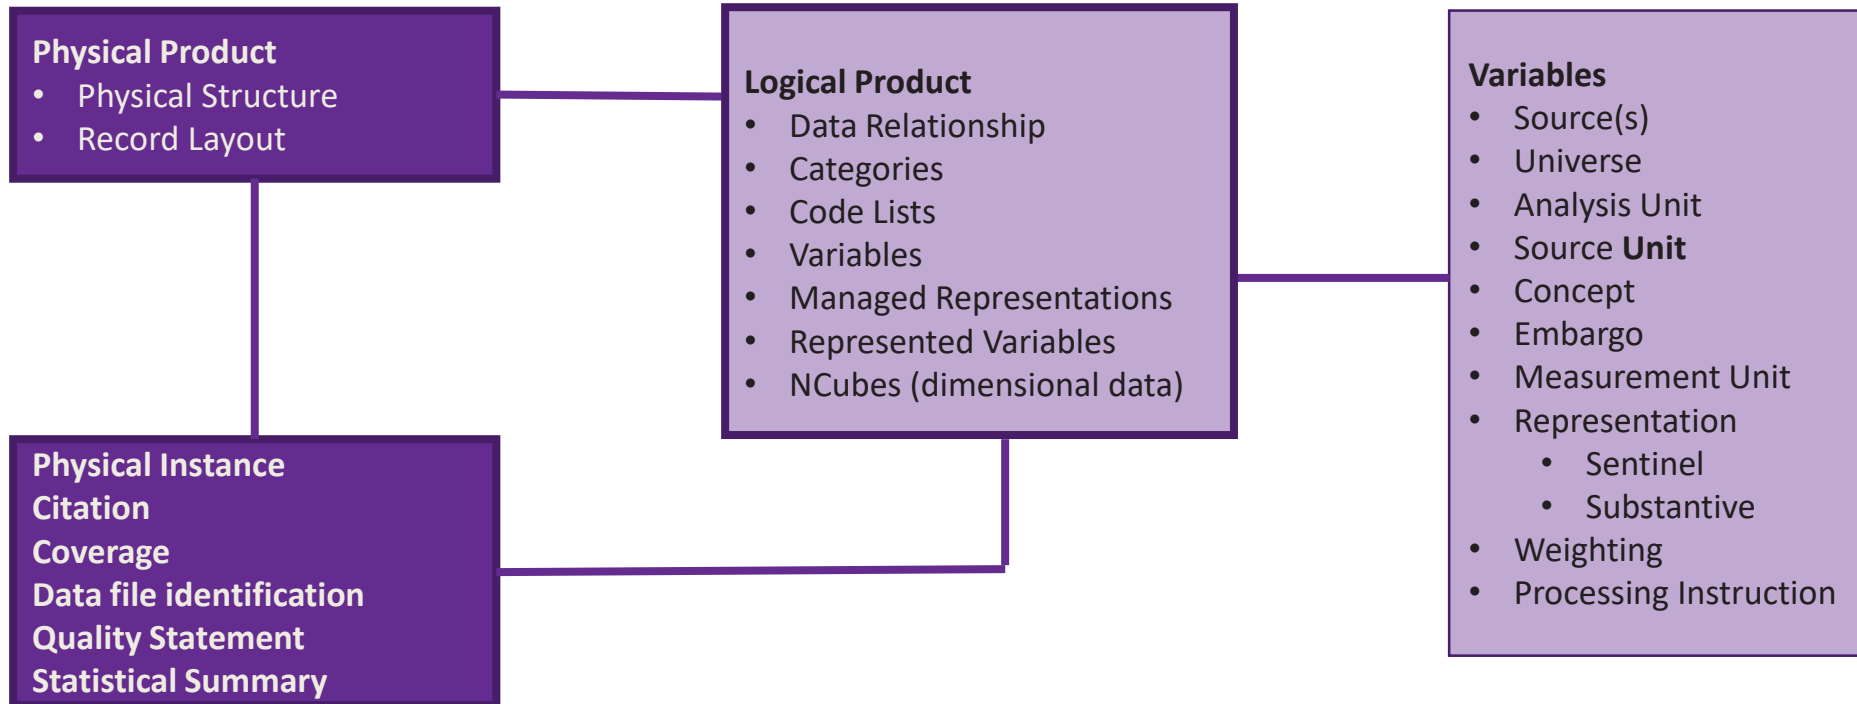 Physical Product
• Physical Structure
• Record Layout
Logical Product
• Data Relationship
• Categories
• Code Lists
• Variables
• Managed Representations
• Represented Variables
• NCubes (dimensional data)
Variables
• Source(s)
• Universe
• Analysis Unit
• Source Unit
• Concept
• Embargo
• Measurement Unit
• Representation
• Sentinel
• Substantive
• Weighting
• Processing Instruction
Physical Instance
Citation
Coverage
Data file identification
Quality Statement
Statistical Summary